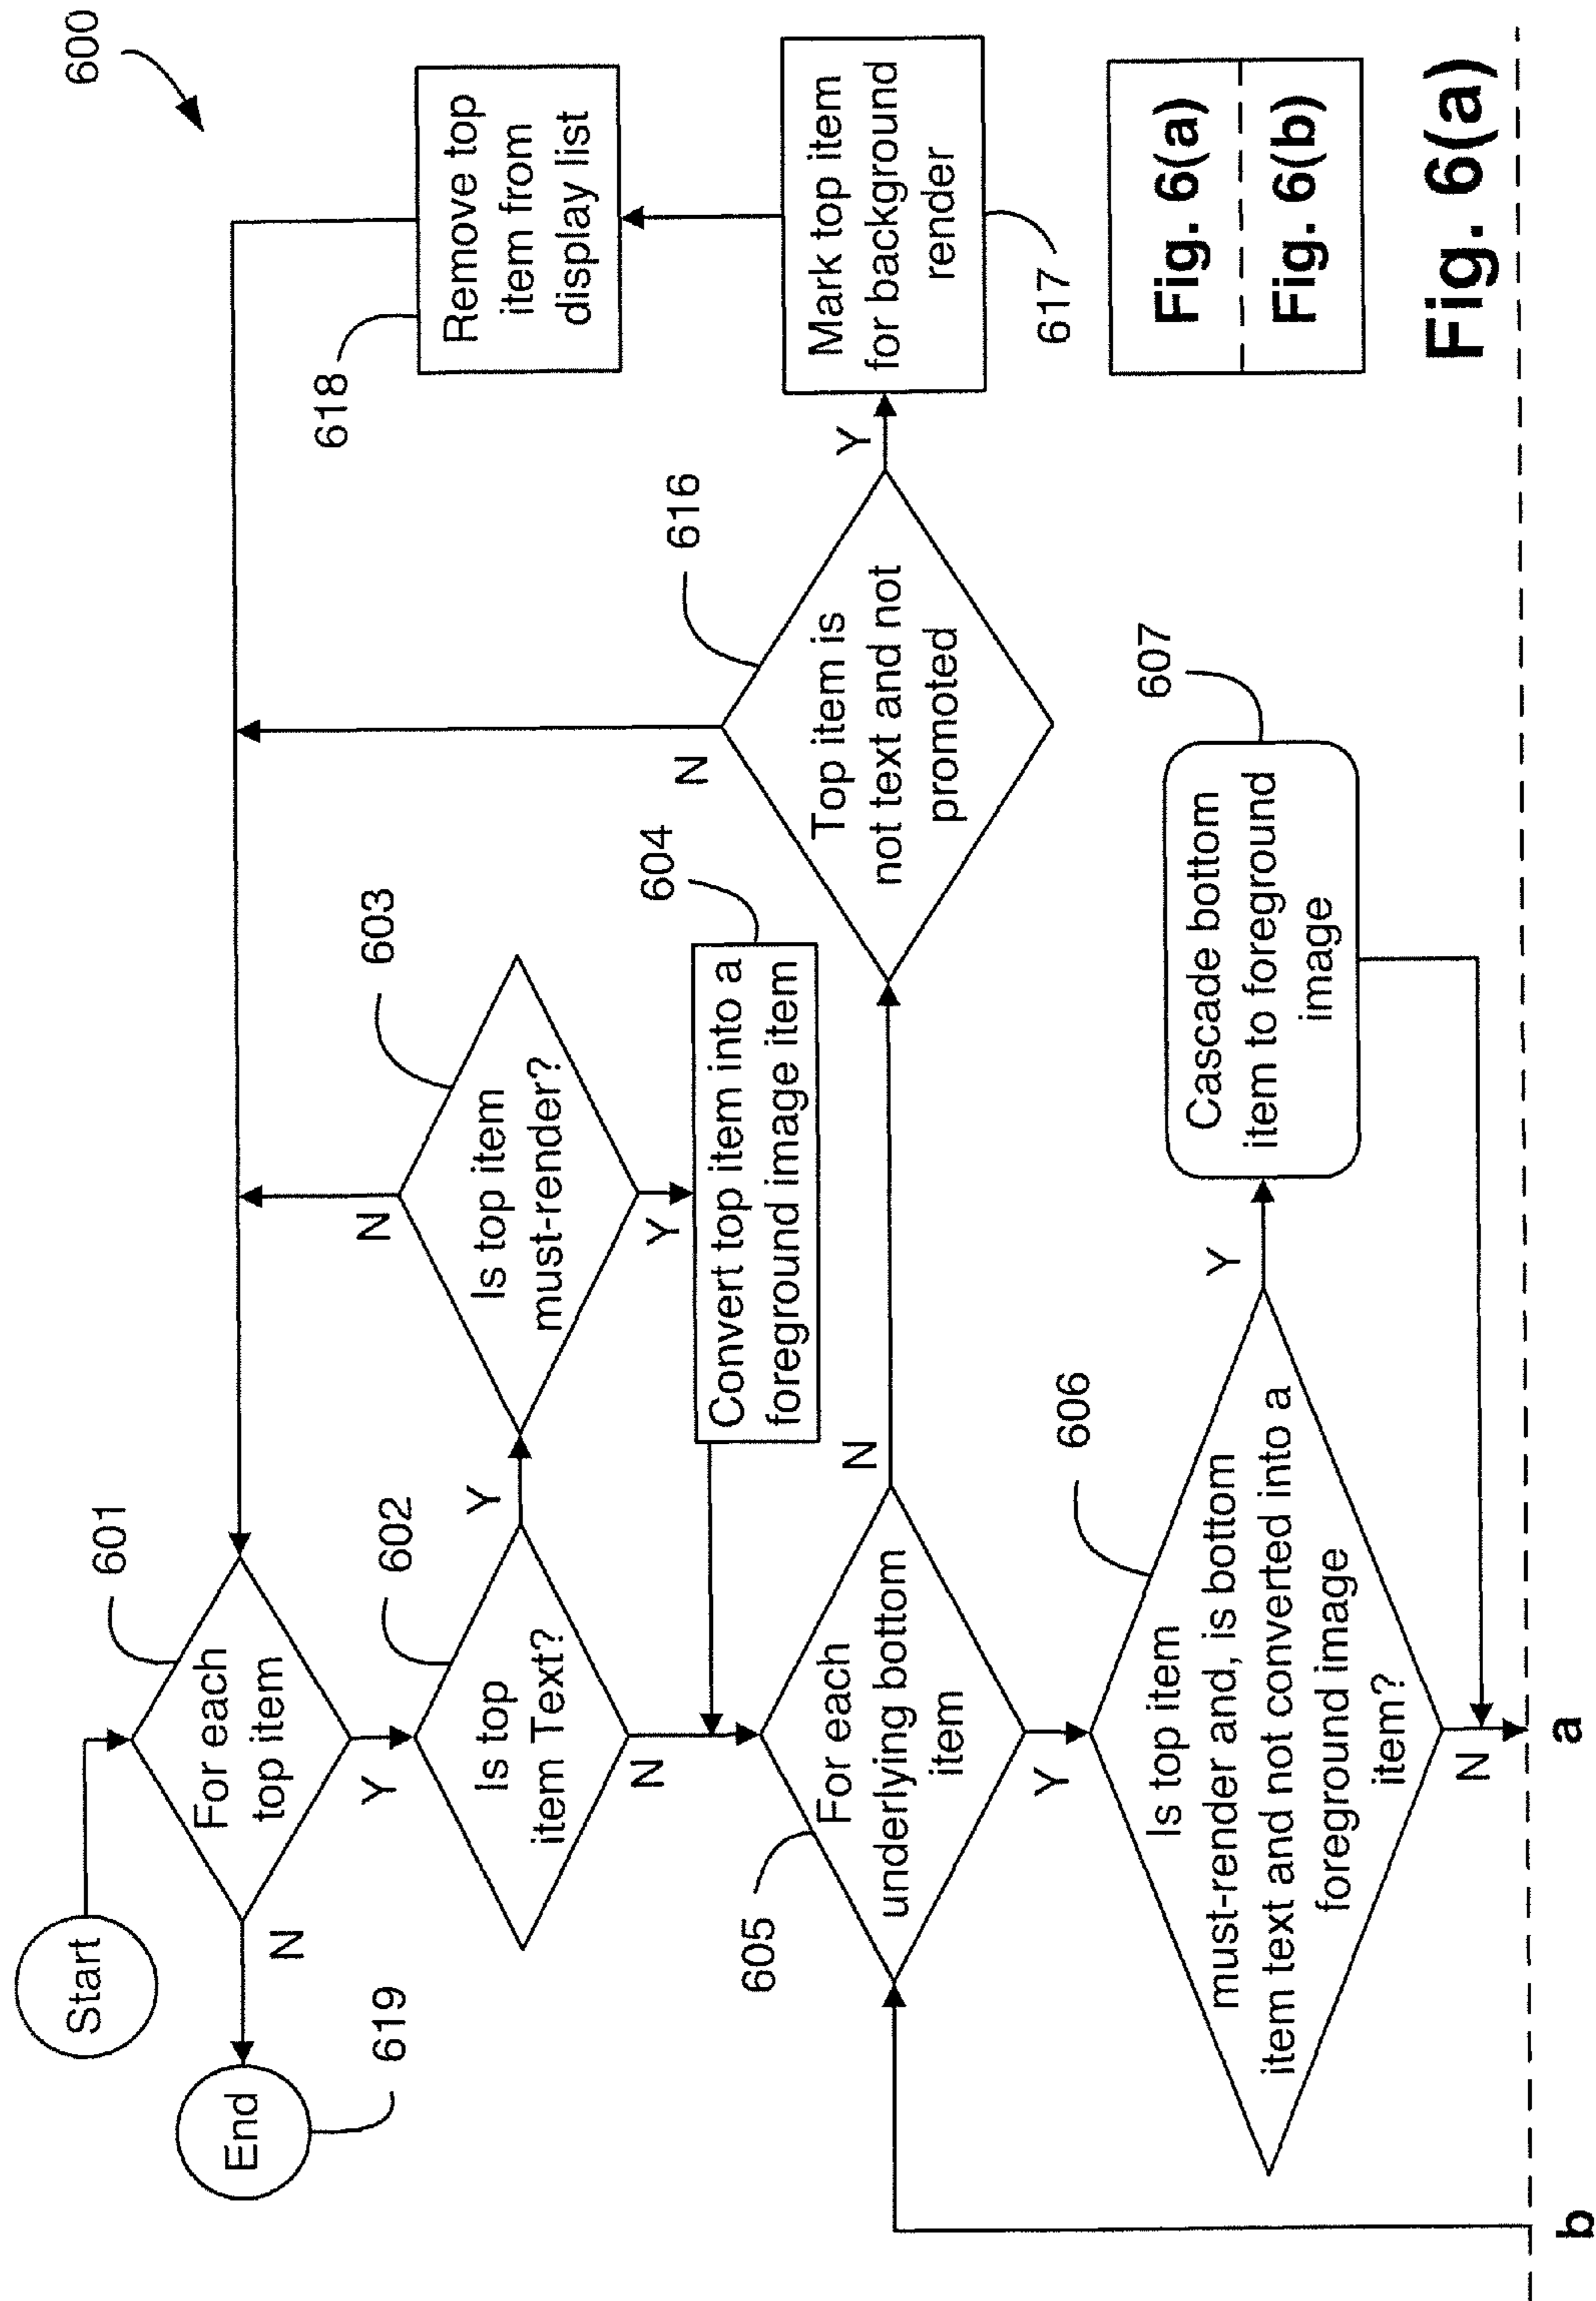 600
Start
601
For each
top item
N
End
619
Y
602
Is top
item Text?
Y
603
Is top item
must-render?
N
Y
604
Convert top item into a
foreground image item
N
618
Remove top
item from
display list
605
For each
underlying bottom
item
N
616
Top item is
not text and not
promoted
N
Y
Mark top item
for background
render
617
Y
606
Is top item
must-render and, is bottom
item text and not converted into a
foreground image
item?
Y
607
Cascade bottom
item to foreground
image
N
a
b
Fig. 6(a)
Fig. 6(b)
Fig. 6(a)